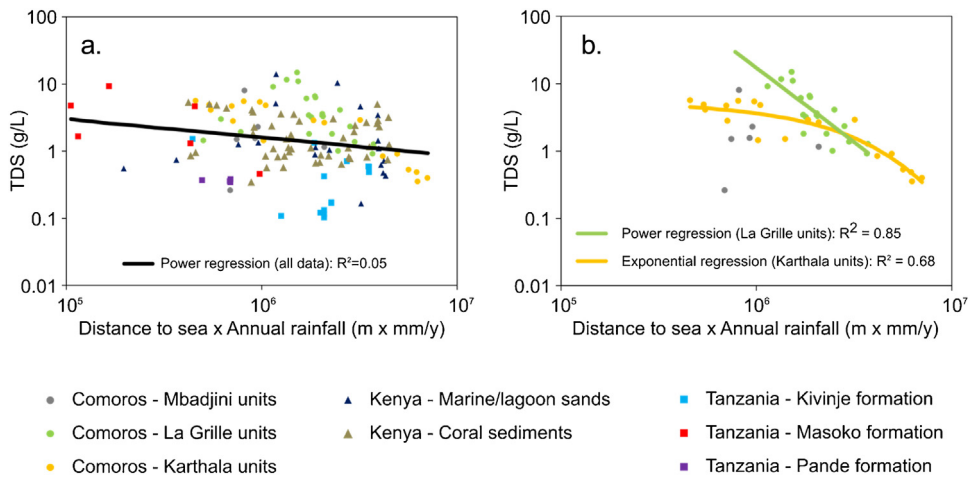 a.
100
10
1
0.1
0.01
TDS (g/L)
Power regression (all data): R²=0.05
10⁵
10⁶
10⁷
Distance to sea x Annual rainfall (m x mm/y)
b.
100
10
1
0.1
0.01
TDS (g/L)
Power regression (La Grille units): R² = 0.85
Exponential regression (Karthala units): R² = 0.68
10⁵
10⁶
10⁷
Distance to sea x Annual rainfall (m x mm/y)
Comoros - Mbadjini units
Comoros - La Grille units
Comoros - Karthala units
Kenya - Marine/lagoon sands
Kenya - Coral sediments
Tanzania - Kivinje formation
Tanzania - Masoko formation
Tanzania - Pande formation